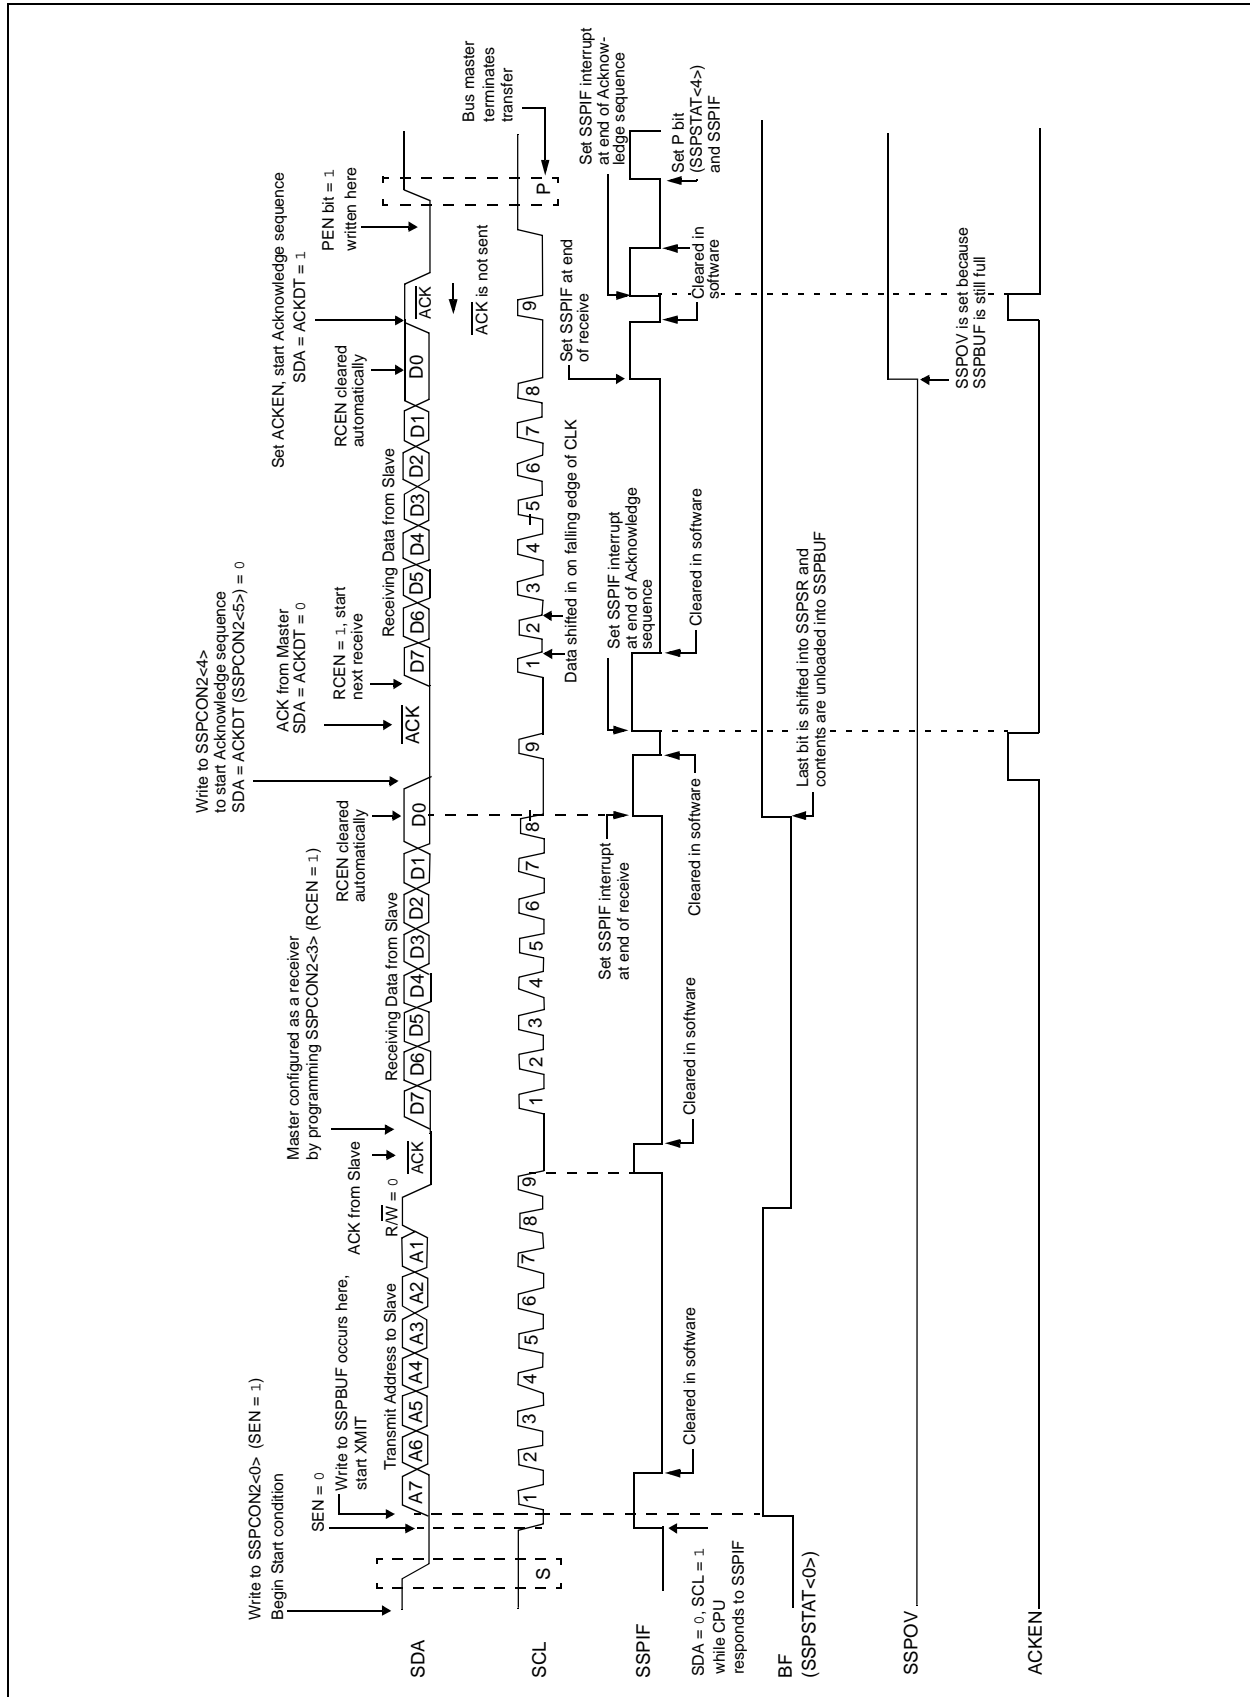 Write to SSPCON2<0> (SEN = 1)
Begin Start condition
SEN = 0
Write to SSPBUF occurs here,
start XMIT
ACK from Slave
Master configured as a receiver
by programming SSPCON2<3> (RCEN = 1)
RCEN cleared
automatically
Write to SSPCON2<4>
to start Acknowledge sequence
SDA = ACKDT (SSPCON2<5>) = 0
ACK from Master
SDA = ACKDT = 0
RCEN = 1, start
next receive
RCEN cleared
automatically
Set ACKEN, start Acknowledge sequence
SDA = ACKDT = 1
PEN bit = 1
written here
Transmit Address to Slave
R/W = 0
Receiving Data from Slave
Receiving Data from Slave
SDA
A7 A6 A5 A4 A3 A2 A1 ACK D7 D6 D5 D4 D3 D2 D1 D0 ACK D7 D6 D5 D4 D3 D2 D1 D0 ACK
ACK is not sent
Bus master
terminates
transfer
SCL
S 1 2 3 4 5 6 7 8 9 1 2 3 4 5 6 7 8 9 1 2 3 4 5 6 7 8 9 P
Data shifted in on falling edge of CLK
Set SSPIF interrupt
at end of receive
Set SSPIF interrupt
at end of Acknowledge
sequence
Set SSPIF at end
of receive
Set SSPIF interrupt
at end of Acknow-
ledge sequence
SSPIF
SDA = 0, SCL = 1
while CPU
responds to SSPIF
Cleared in software
Cleared in software
Cleared in software
Cleared in software
Cleared in
software
Set P bit
(SSPSTAT<4>)
and SSPIF
BF
(SSPSTAT<0>)
Last bit is shifted into SSPSR and
contents are unloaded into SSPBUF
SSPOV
SSPOV is set because
SSPBUF is still full
ACKEN